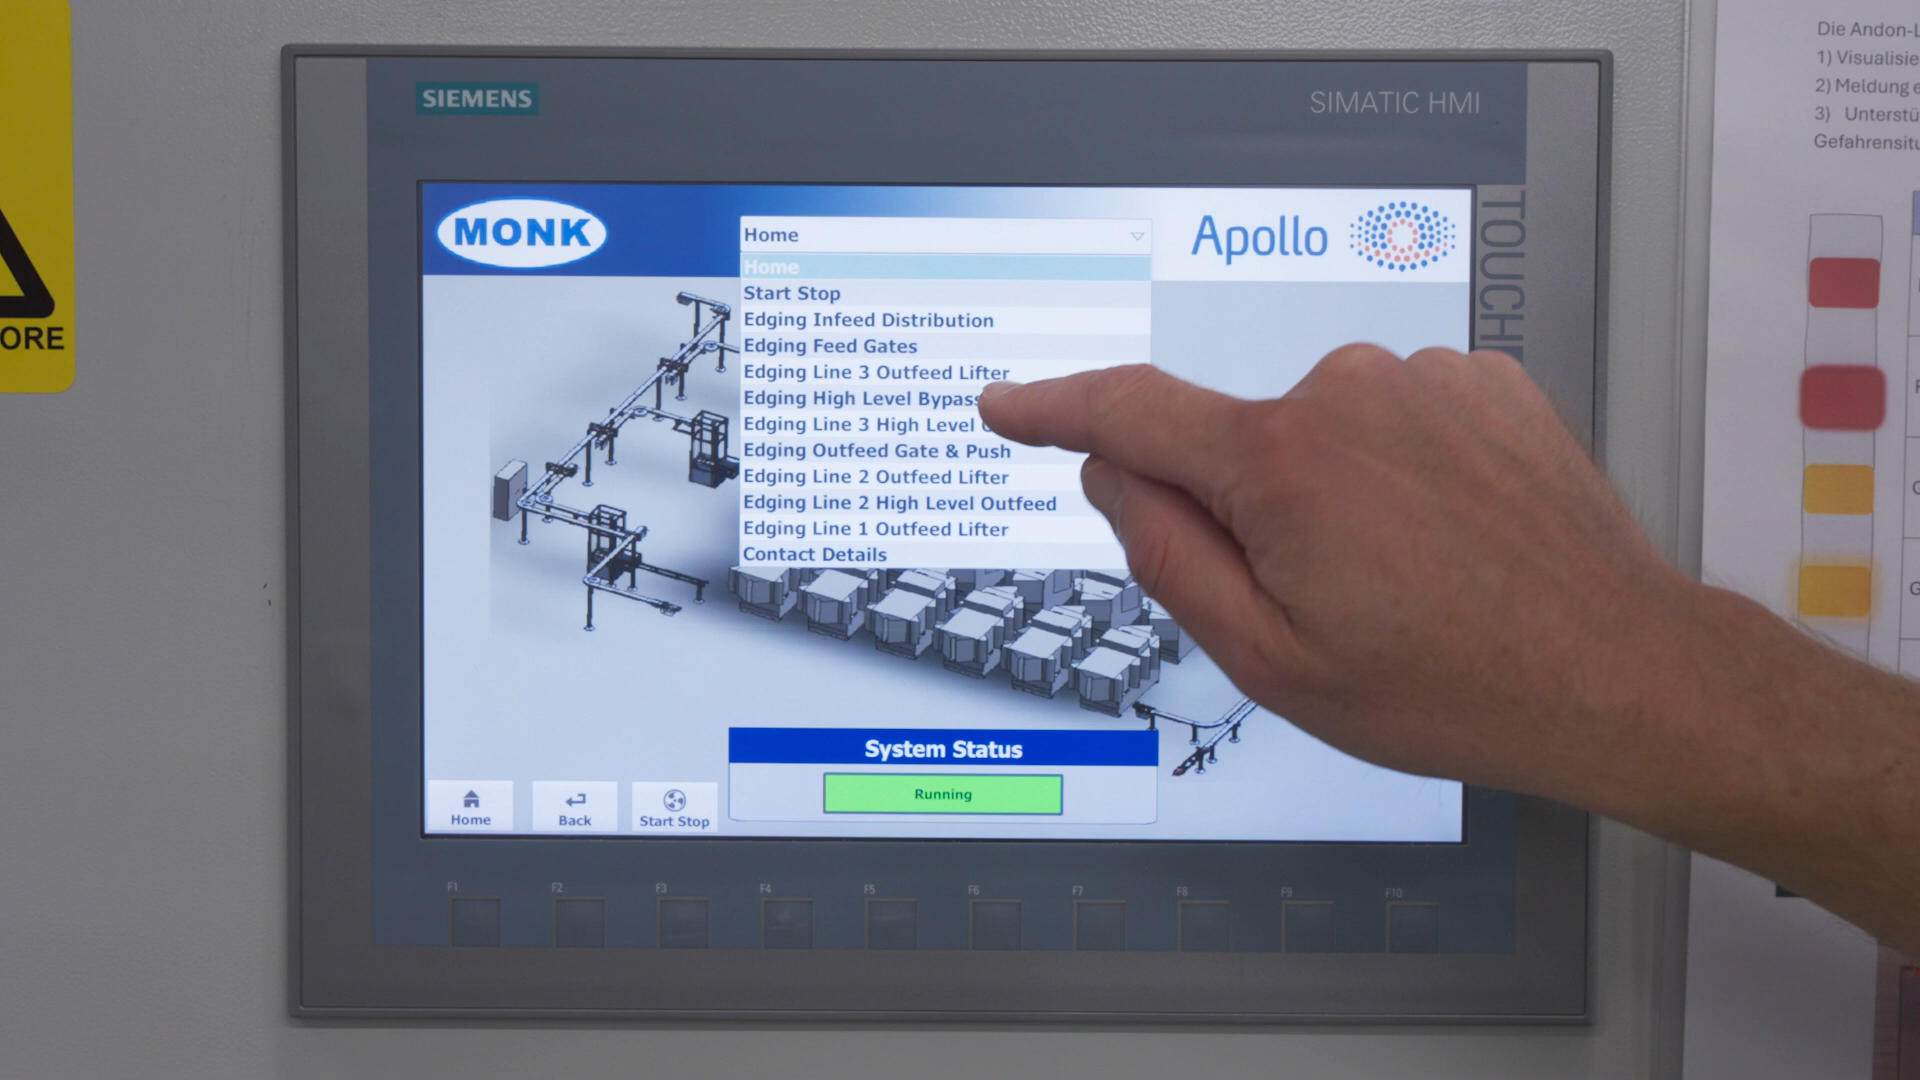 SIEMENS
SIMATIC HMI
TOUCH
MONK
Home
Apollo
Home
Start Stop
Edging Infeed Distribution
Edging Feed Gates
Edging Line 3 Outfeed Lifter
Edging High Level Bypass
Edging Line 3 High Level
Edging Outfeed Gate & Push
Edging Line 2 Outfeed Lifter
Edging Line 2 High Level Outfeed
Edging Line 1 Outfeed Lifter
Contact Details
System Status
Running
Home
Back
Start Stop
F1
F2
F3
F4
F5
F6
F7
F8
F9
F10
ORE
Die Andon-L
1) Visualisie
2) Meldung e
3) Unterstü
Gefahrensitu